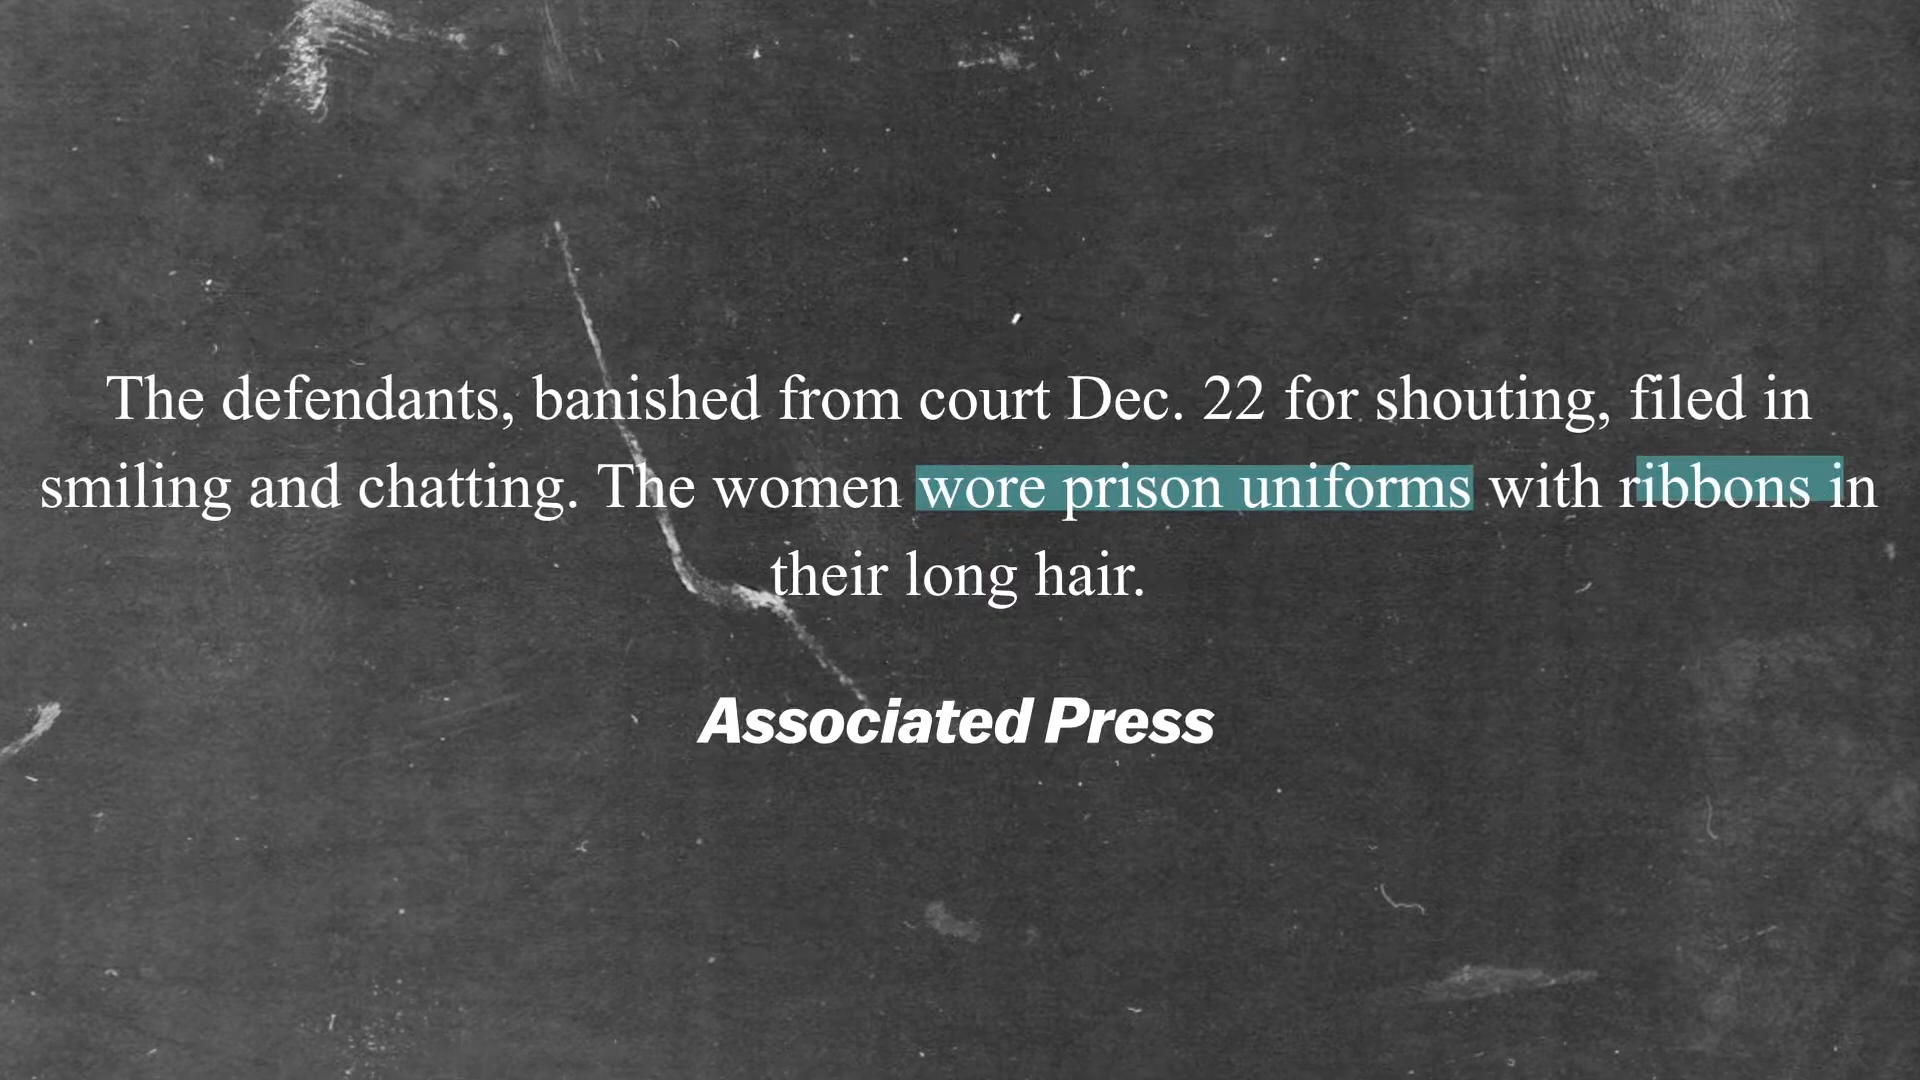 The defendants, banished from court Dec. 22 for shouting, filed in
smiling and chatting. The women wore prison uniforms with ribbons in
their long hair.
Associated Press